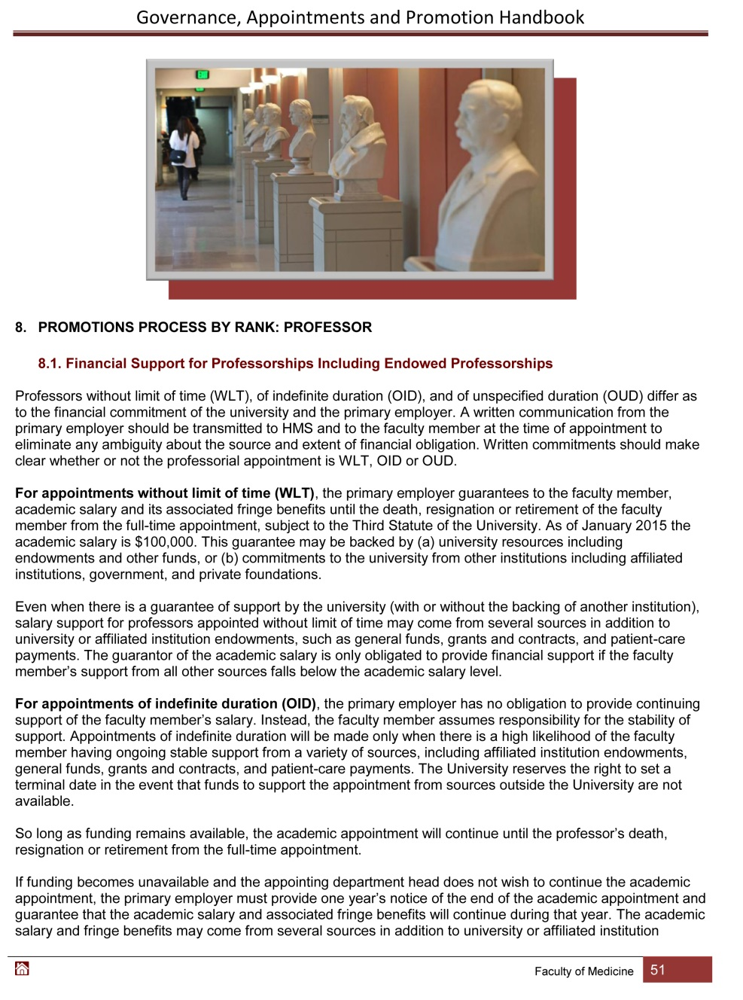 Governance, Appointments and Promotion Handbook
8. PROMOTIONS PROCESS BY RANK: PROFESSOR
8.1. Financial Support for Professorships Including Endowed Professorships
Professors without limit of time (WLT), of indefinite duration (OID), and of unspecified duration (OUD) differ as
to the financial commitment of the university and the primary employer. A written communication from the
primary employer should be transmitted to HMS and to the faculty member at the time of appointment to
eliminate any ambiguity about the source and extent of financial obligation. Written commitments should make
clear whether or not the professorial appointment is WLT, OID or OUD.
For appointments without limit of time (WLT), the primary employer guarantees to the faculty member,
academic salary and its associated fringe benefits until the death, resignation or retirement of the faculty
member from the full-time appointment, subject to the Third Statute of the University. As of January 2015 the
academic salary is $100,000. This guarantee may be backed by (a) university resources including
endowments and other funds, or (b) commitments to the university from other institutions including affiliated
institutions, government, and private foundations.
Even when there is a guarantee of support by the university (with or without the backing of another institution),
salary support for professors appointed without limit of time may come from several sources in addition to
university or affiliated institution endowments, such as general funds, grants and contracts, and patient-care
payments. The guarantor of the academic salary is only obligated to provide financial support if the faculty
member’s support from all other sources falls below the academic salary level.
For appointments of indefinite duration (OID), the primary employer has no obligation to provide continuing
support of the faculty member’s salary. Instead, the faculty member assumes responsibility for the stability of
support. Appointments of indefinite duration will be made only when there is a high likelihood of the faculty
member having ongoing stable support from a variety of sources, including affiliated institution endowments,
general funds, grants and contracts, and patient-care payments. The University reserves the right to set a
terminal date in the event that funds to support the appointment from sources outside the University are not
available.
So long as funding remains available, the academic appointment will continue until the professor’s death,
resignation or retirement from the full-time appointment.
If funding becomes unavailable and the appointing department head does not wish to continue the academic
appointment, the primary employer must provide one year’s notice of the end of the academic appointment and
guarantee that the academic salary and associated fringe benefits will continue during that year. The academic
salary and fringe benefits may come from several sources in addition to university or affiliated institution
Faculty of Medicine 51